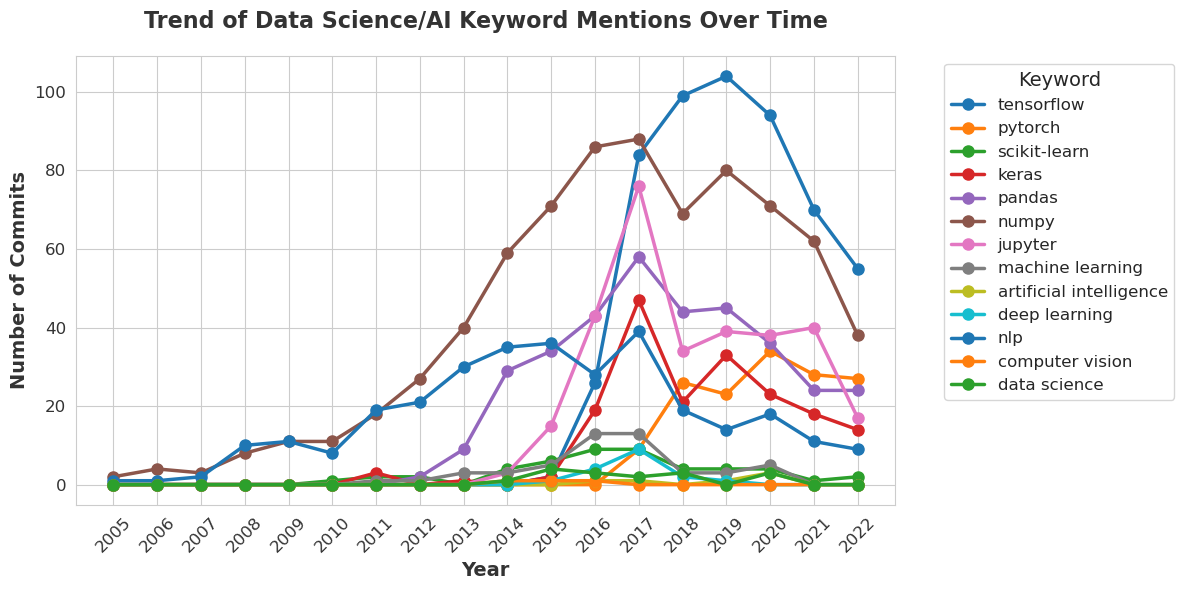 Trend of Data Science/AI Keyword Mentions Over Time
Number of Commits
100
80
60
40
20
0
2005
2006
2007
2008
2009
2010
2011
2012
2013
2014
2015
2016
2017
2018
2019
2020
2021
2022
Year
Keyword
tensorflow
pytorch
scikit-learn
keras
pandas
numpy
jupyter
machine learning
artificial intelligence
deep learning
nlp
computer vision
data science